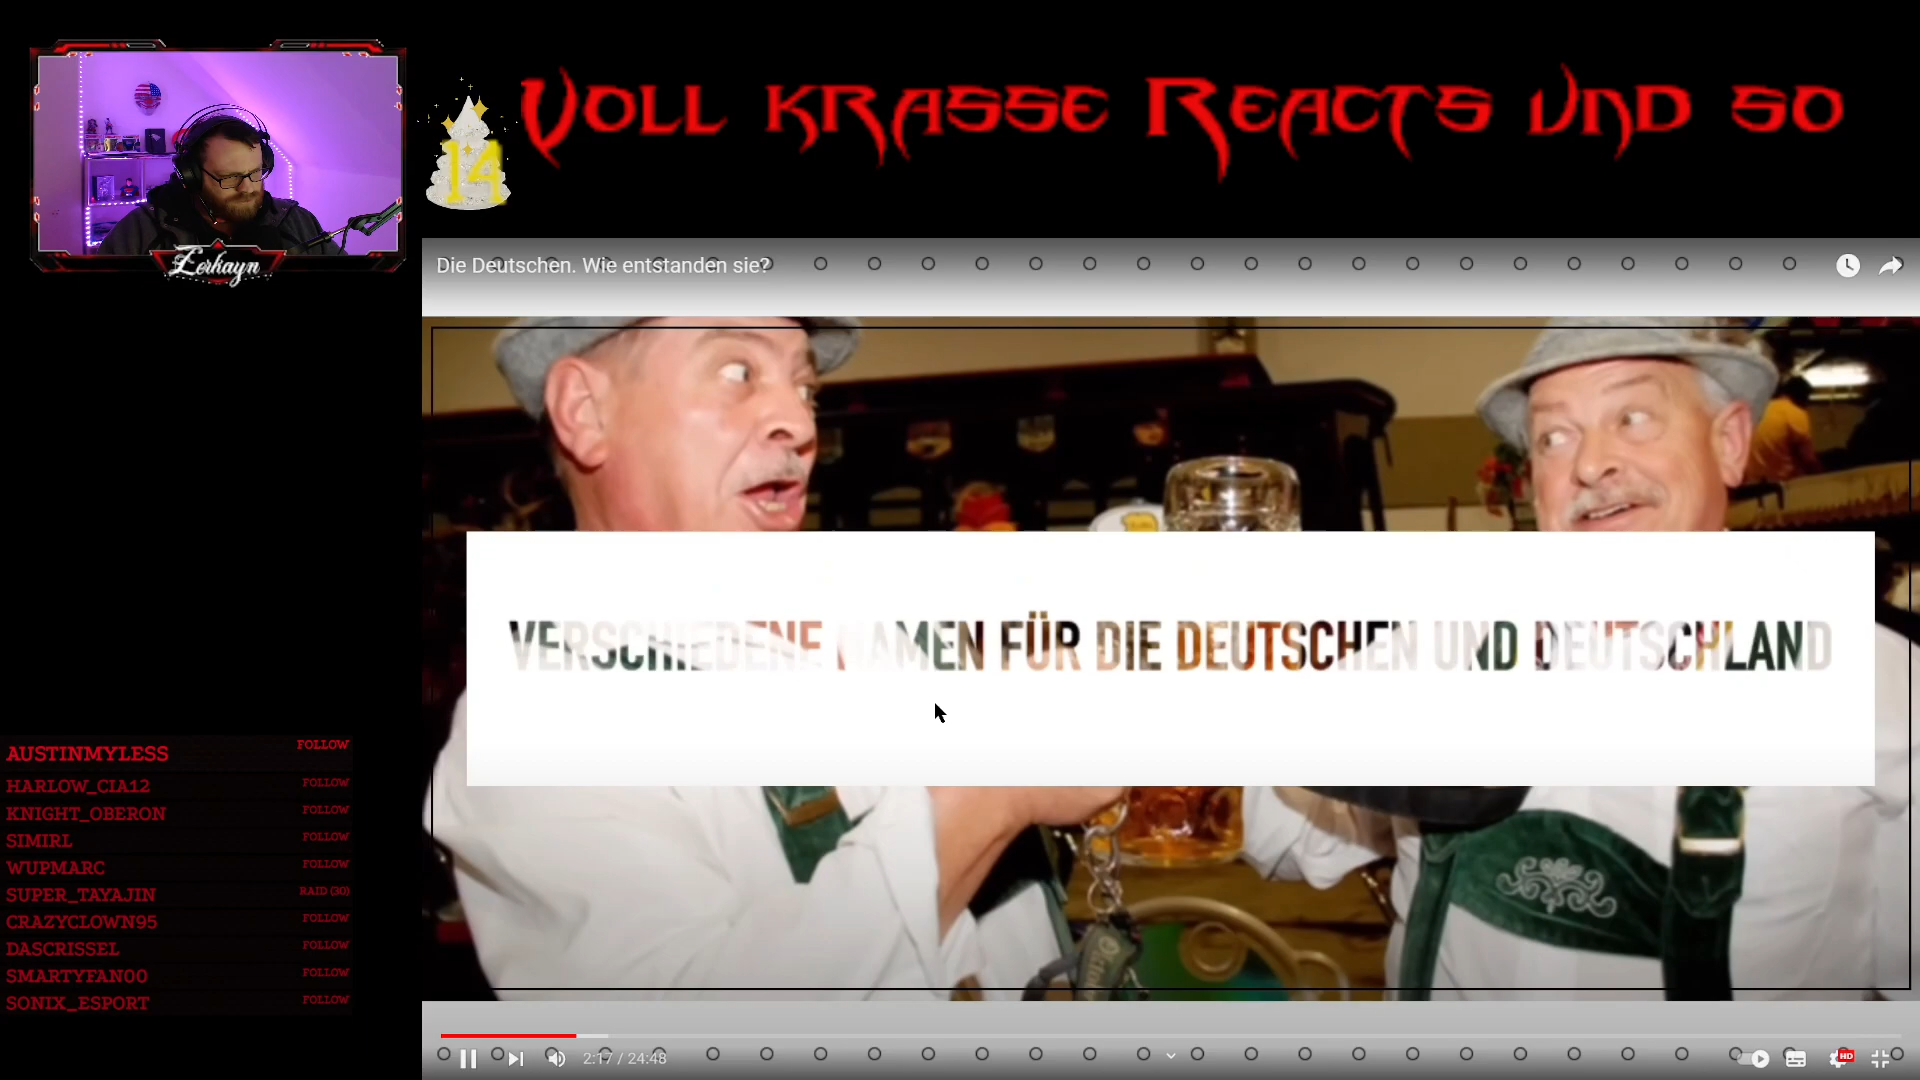 VOLL KRASSE REACTS UND SO
14
Zerkayn
Die Deutschen. Wie entstanden sie?
VERSCHIEDENE NAMEN FÜR DIE DEUTSCHEN UND DEUTSCHLAND
AUSTINMYLESS FOLLOW
HARLOW_CIA12 FOLLOW
KNIGHT_OBERON FOLLOW
SIMIRL FOLLOW
WUPMARC FOLLOW
SUPER_TAYAJIN RAID (30)
CRAZYCLOWN95 FOLLOW
DASCRISSEL FOLLOW
SMARTYFAN00 FOLLOW
SONIX_ESPORT FOLLOW
2:17 / 24:48
HD